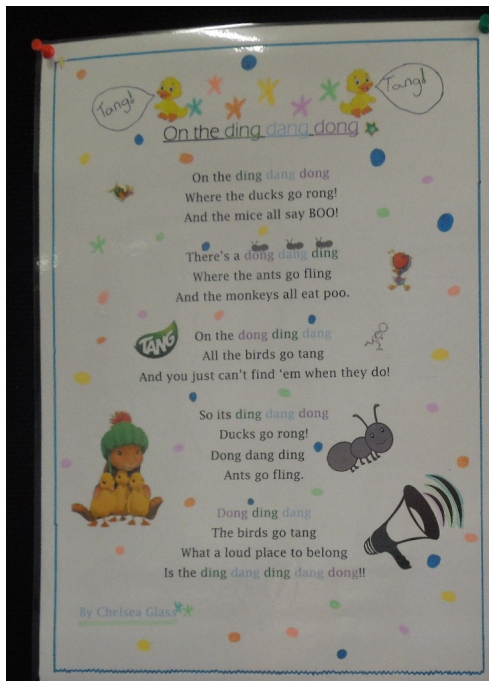 Tang!
Tang!
On the ding dang dong
On the ding dang dong
Where the ducks go rong!
And the mice all say BOO!
There's a dong dang ding
Where the ants go fling
And the monkeys all eat poo.
TANG
On the dong ding dang
All the birds go tang
And you just can't find 'em when they do!
So its ding dang dong
Ducks go rong!
Dong dang ding
Ants go fling.
Dong ding dang
The birds go tang
What a loud place to belong
Is the ding dang ding dang dong!!
By Chelsea Glass